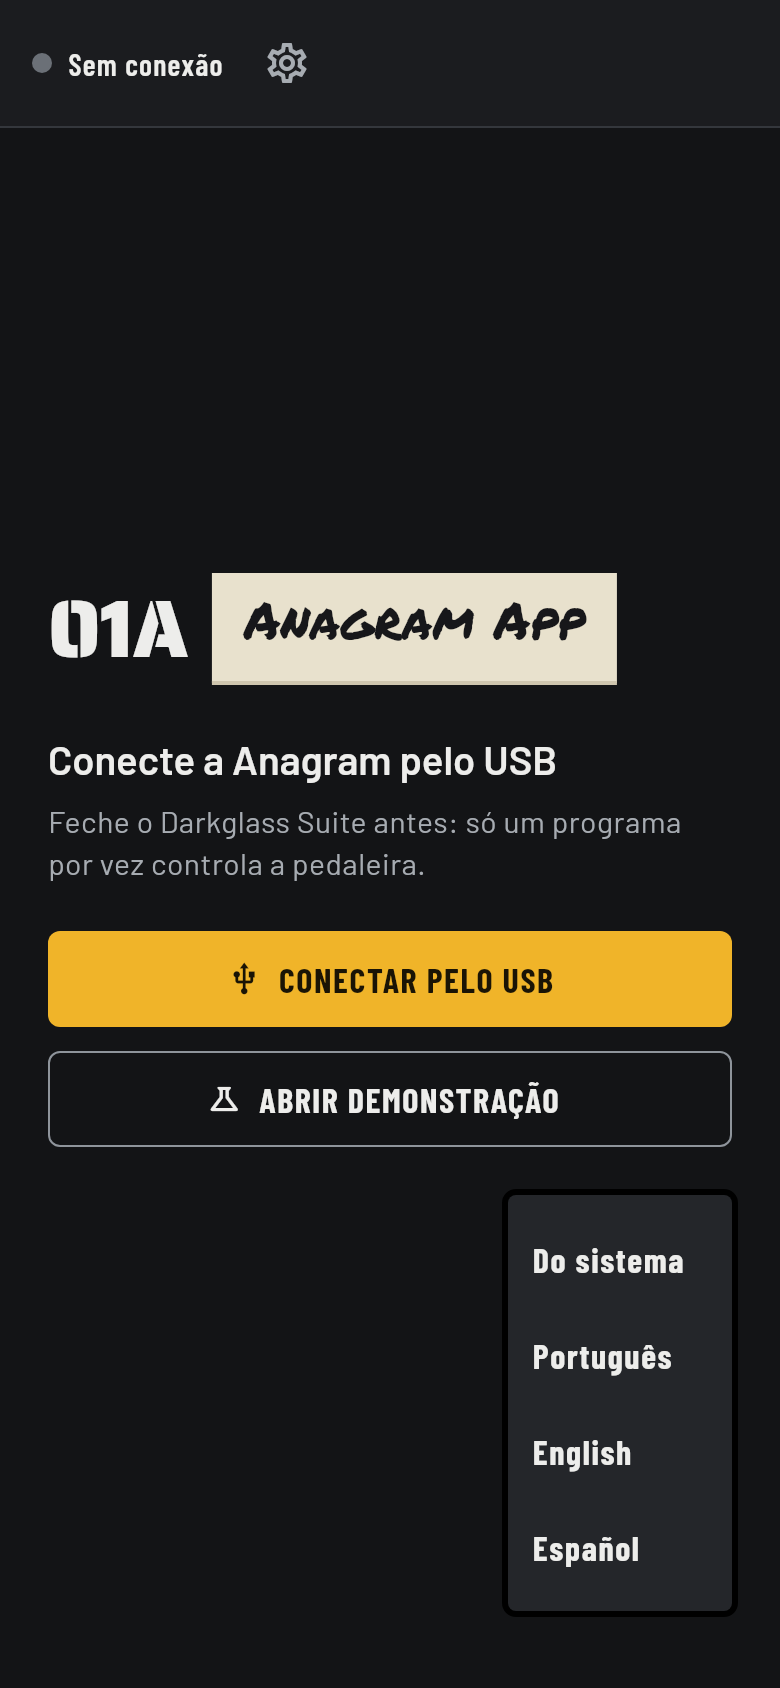 Sem conexão
01A
Anagram App
Conecte a Anagram pelo USB
Feche o Darkglass Suite antes: só um programa
por vez controla a pedaleira.
CONECTAR PELO USB
ABRIR DEMONSTRAÇÃO
Do sistema
Português
English
Español